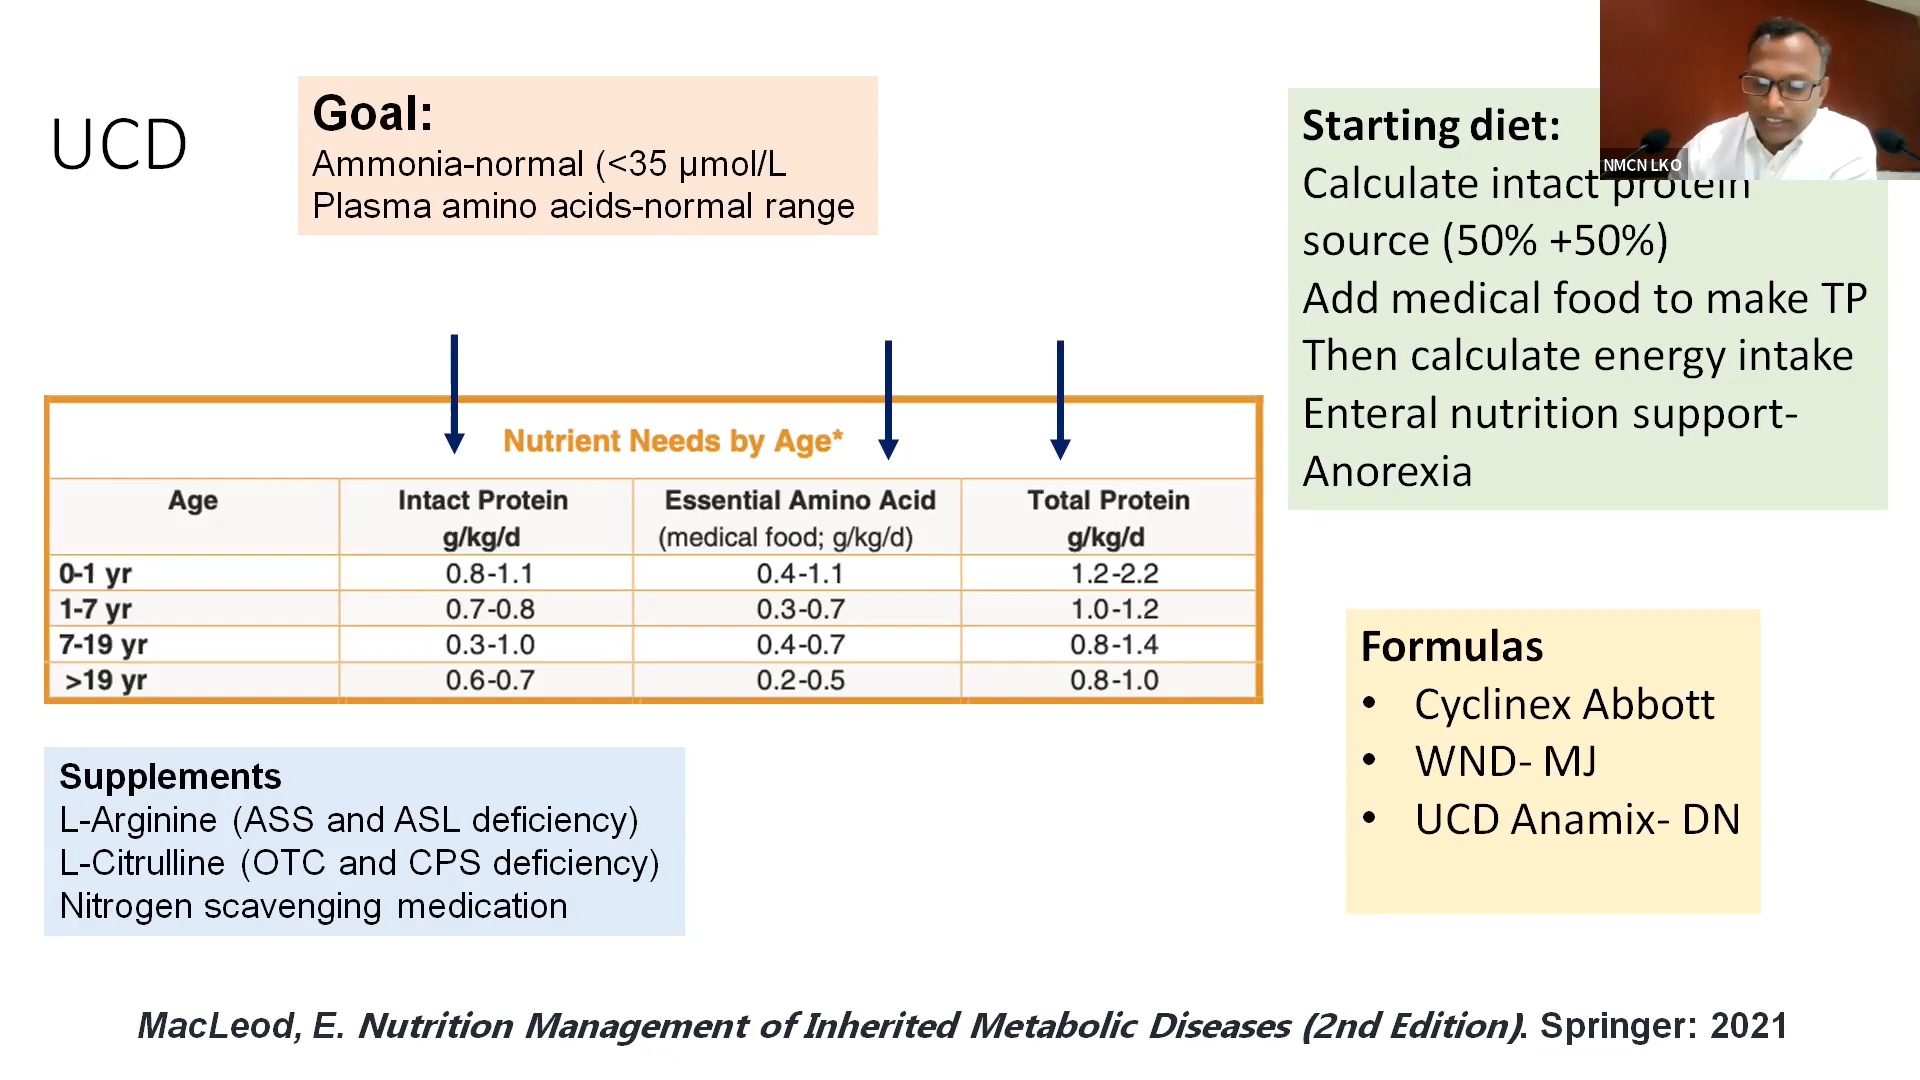 UCD
Goal:
Ammonia-normal (<35 µmol/L
Plasma amino acids-normal range
Starting diet:
Calculate intact protein
source (50% +50%)
Add medical food to make TP
Then calculate energy intake
Enteral nutrition support-
Anorexia
NMCN LKO
Nutrient Needs by Age*
Age Intact Protein Essential Amino Acid Total Protein
g/kg/d (medical food; g/kg/d) g/kg/d
0-1 yr 0.8-1.1 0.4-1.1 1.2-2.2
1-7 yr 0.7-0.8 0.3-0.7 1.0-1.2
7-19 yr 0.3-1.0 0.4-0.7 0.8-1.4
>19 yr 0.6-0.7 0.2-0.5 0.8-1.0
Formulas
• Cyclinex Abbott
• WND- MJ
• UCD Anamix- DN
Supplements
L-Arginine (ASS and ASL deficiency)
L-Citrulline (OTC and CPS deficiency)
Nitrogen scavenging medication
MacLeod, E. Nutrition Management of Inherited Metabolic Diseases (2nd Edition). Springer: 2021